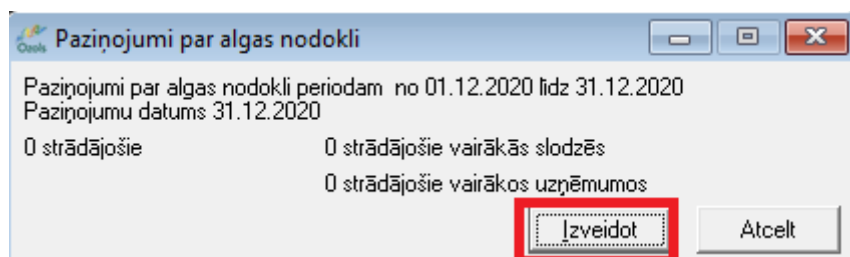 Ozols Paziņojumi par algas nodokli
Paziņojumi par algas nodokli periodam no 01.12.2020 līdz 31.12.2020
Paziņojumu datums 31.12.2020
0 strādājošie 0 strādājošie vairākās slodzēs
0 strādājošie vairākos uzņēmumos
Izveidot Atcelt